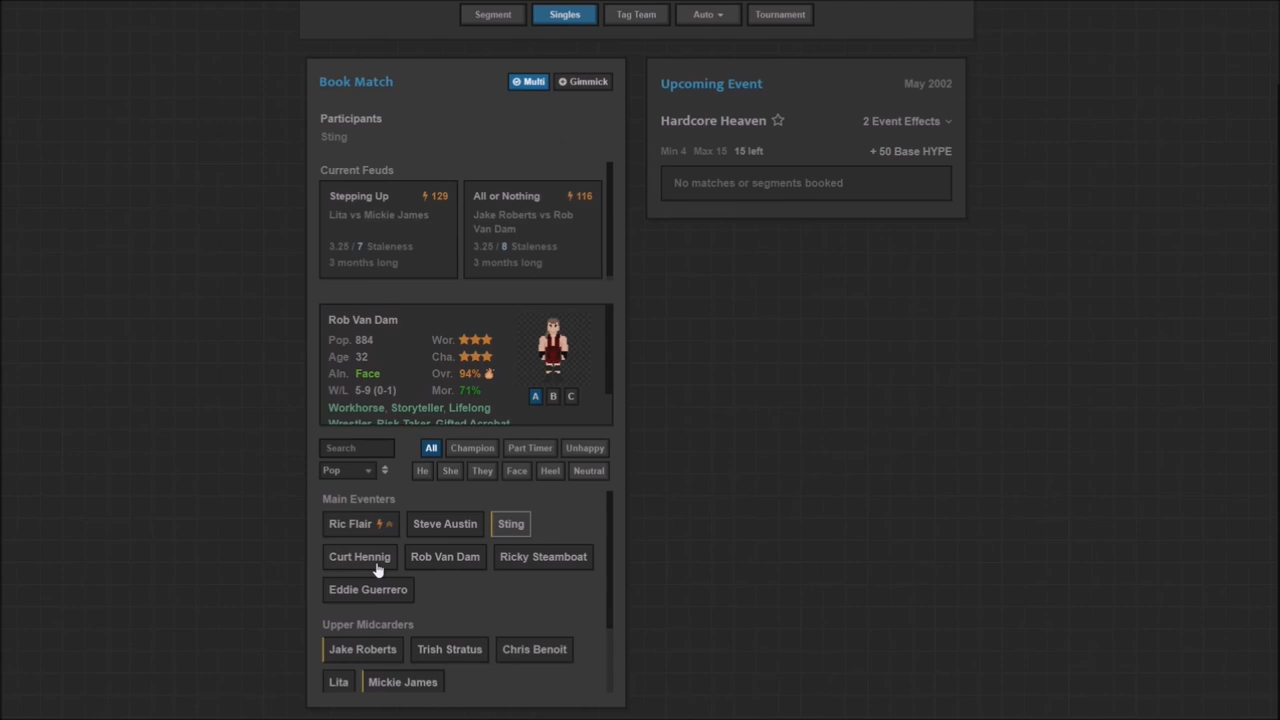 Segment Singles Tag Team Auto Tournament
Book Match Multi Gimmick
Participants
Sting
Current Feuds
Stepping Up 129
Lita vs Mickie James
3.25 / 7 Staleness
3 months long
All or Nothing 116
Jake Roberts vs Rob
Van Dam
3.25 / 8 Staleness
3 months long
Rob Van Dam
Pop. 884 Wor.
Age 32 Cha.
Aln. Face Ovr. 94%
W/L 5-9 (0-1) Mor. 71%
A B C
Workhorse, Storyteller, Lifelong
Wrestler, Risk Taker, Gifted Acrobat
Search All Champion Part Timer Unhappy
Pop He She They Face Heel Neutral
Main Eventers
Ric Flair Steve Austin Sting
Curt Hennig Rob Van Dam Ricky Steamboat
Eddie Guerrero
Upper Midcarders
Jake Roberts Trish Stratus Chris Benoit
Lita Mickie James
Upcoming Event May 2002
Hardcore Heaven 2 Event Effects
Min 4 Max 15 15 left + 50 Base HYPE
No matches or segments booked